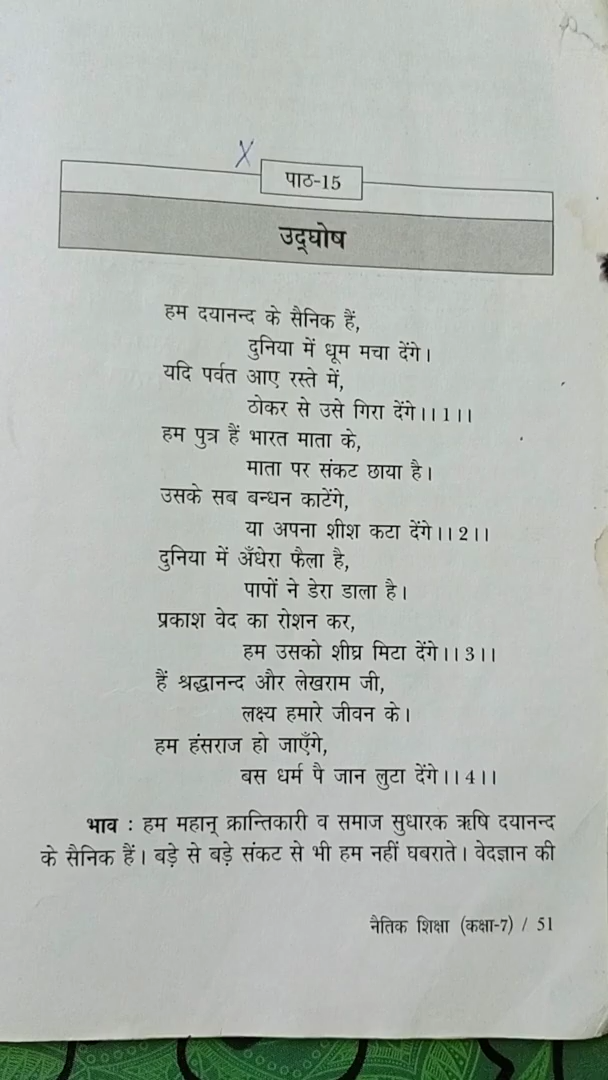 X
पाठ-15
उद्घोष
हम दयानन्द के सैनिक हैं,
दुनिया में धूम मचा देंगे।
यदि पर्वत आए रस्ते में,
ठोकर से उसे गिरा देंगे।।1।।
हम पुत्र हैं भारत माता के,
माता पर संकट छाया है।
उसके सब बन्धन काटेंगे,
या अपना शीश कटा देंगे।।2।।
दुनिया में अँधेरा फैला है,
पापों ने डेरा डाला है।
प्रकाश वेद का रोशन कर,
हम उसको शीघ्र मिटा देंगे।।3।।
हैं श्रद्धानन्द और लेखराम जी,
लक्ष्य हमारे जीवन के।
हम हंसराज हो जाएँगे,
बस धर्म पै जान लुटा देंगे।।4।।
भाव : हम महान् क्रान्तिकारी व समाज सुधारक ऋषि दयानन्द
के सैनिक हैं। बड़े से बड़े संकट से भी हम नहीं घबराते। वेदज्ञान की
नैतिक शिक्षा (कक्षा-7) / 51